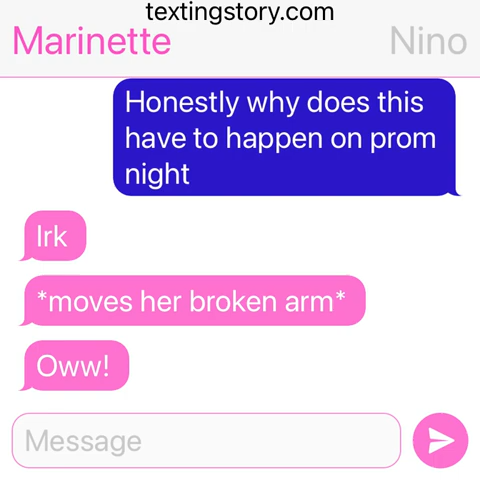 textingstory.com
Marinette
Nino
Honestly why does this
have to happen on prom
night
Irk
*moves her broken arm*
Oww!
Message